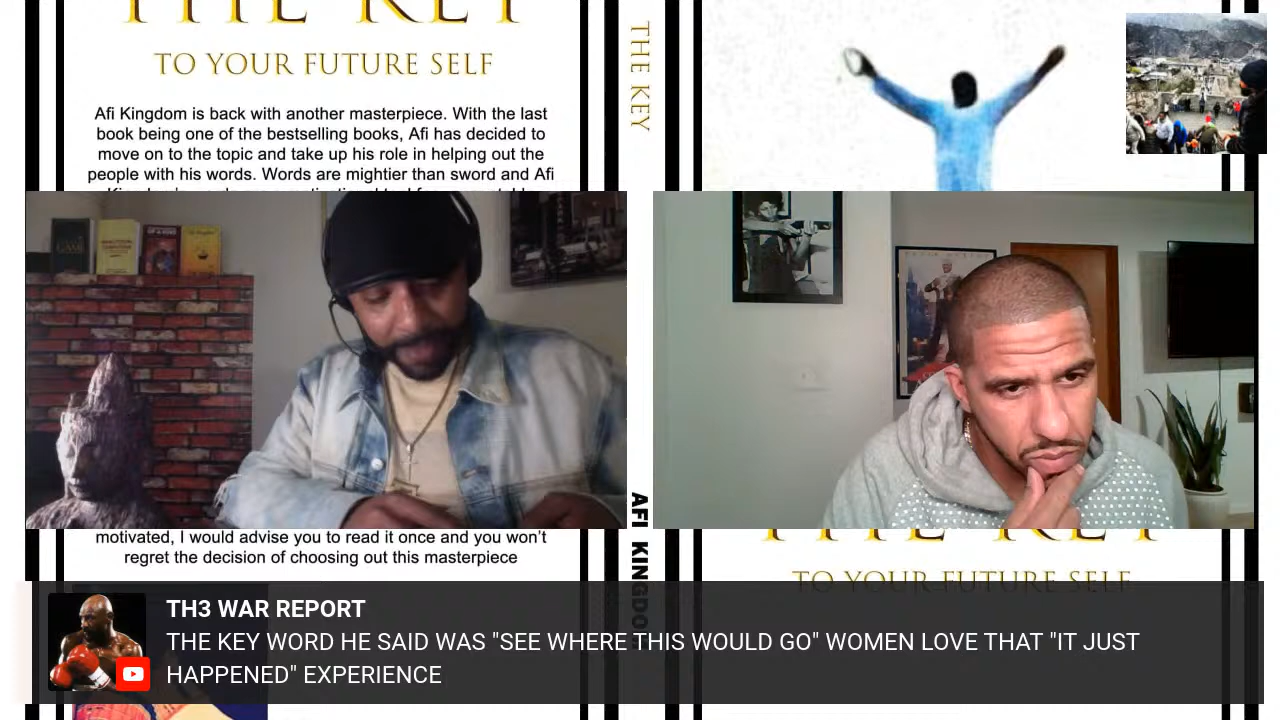 THE KEY
TO YOUR FUTURE SELF
Afi Kingdom is back with another masterpiece. With the last
book being one of the bestselling books, Afi has decided to
move on to the topic and take up his role in helping out the
people with his words. Words are mightier than sword and Afi
THE KEY
AFI KINGDOM
motivated, I would advise you to read it once and you won't
regret the decision of choosing out this masterpiece
THE KEY
TO YOUR FUTURE SELF
TH3 WAR REPORT
THE KEY WORD HE SAID WAS "SEE WHERE THIS WOULD GO" WOMEN LOVE THAT "IT JUST
HAPPENED" EXPERIENCE